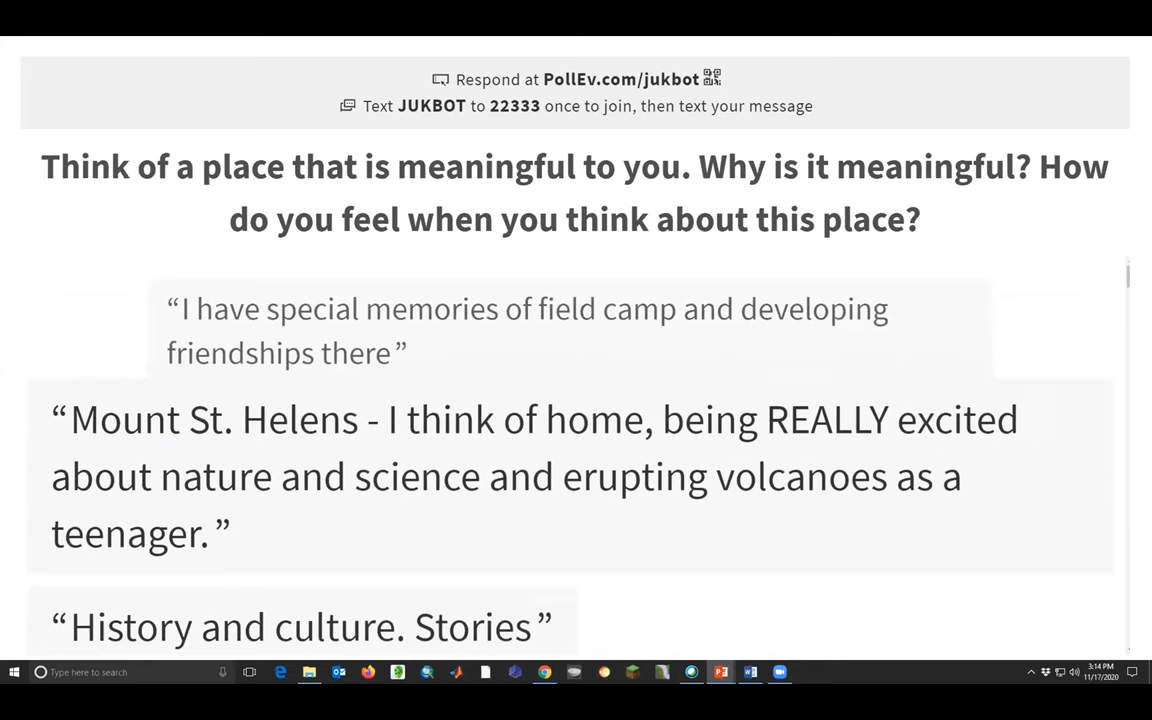 Respond at PollEv.com/jukbot
Text JUKBOT to 22333 once to join, then text your message
Think of a place that is meaningful to you. Why is it meaningful? How
do you feel when you think about this place?
“I have special memories of field camp and developing
friendships there”
“Mount St. Helens - I think of home, being REALLY excited
about nature and science and erupting volcanoes as a
teenager.”
“History and culture. Stories”
Type here to search
3:14 PM
11/17/2020